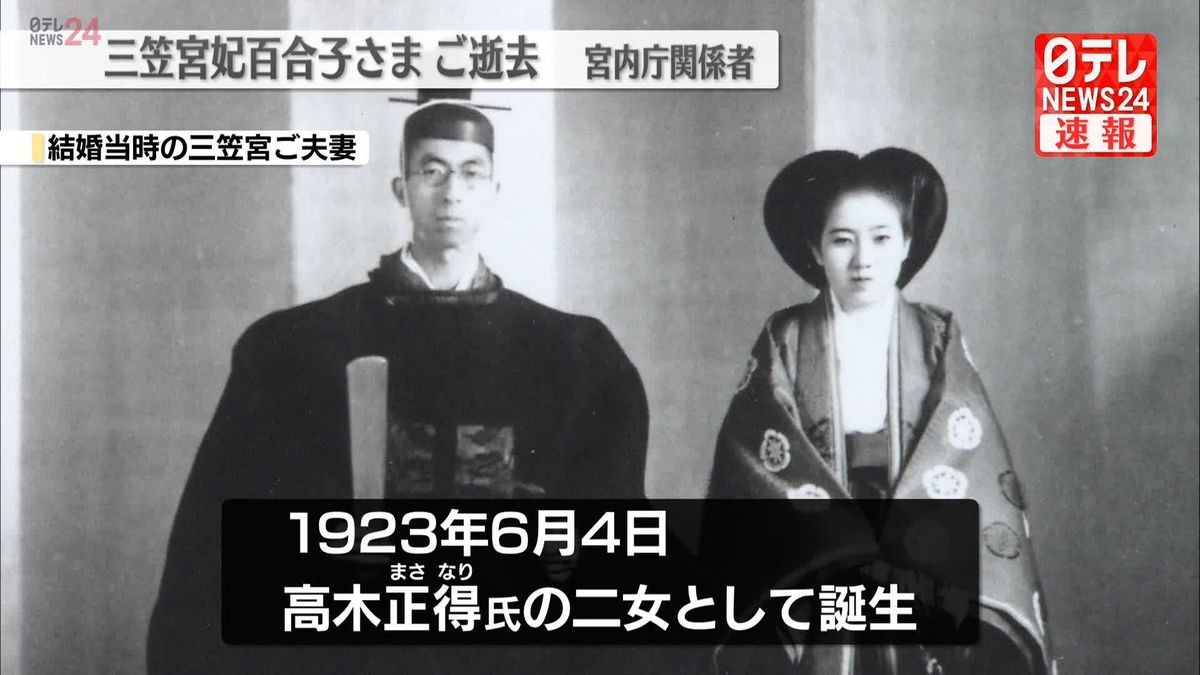 日テレ
NEWS24
三笠宮妃百合子さま ご逝去 宮内庁関係者
日テレ
NEWS24
速報
結婚当時の三笠宮ご夫妻
1923年6月4日
まさ なり
高木正得氏の二女として誕生